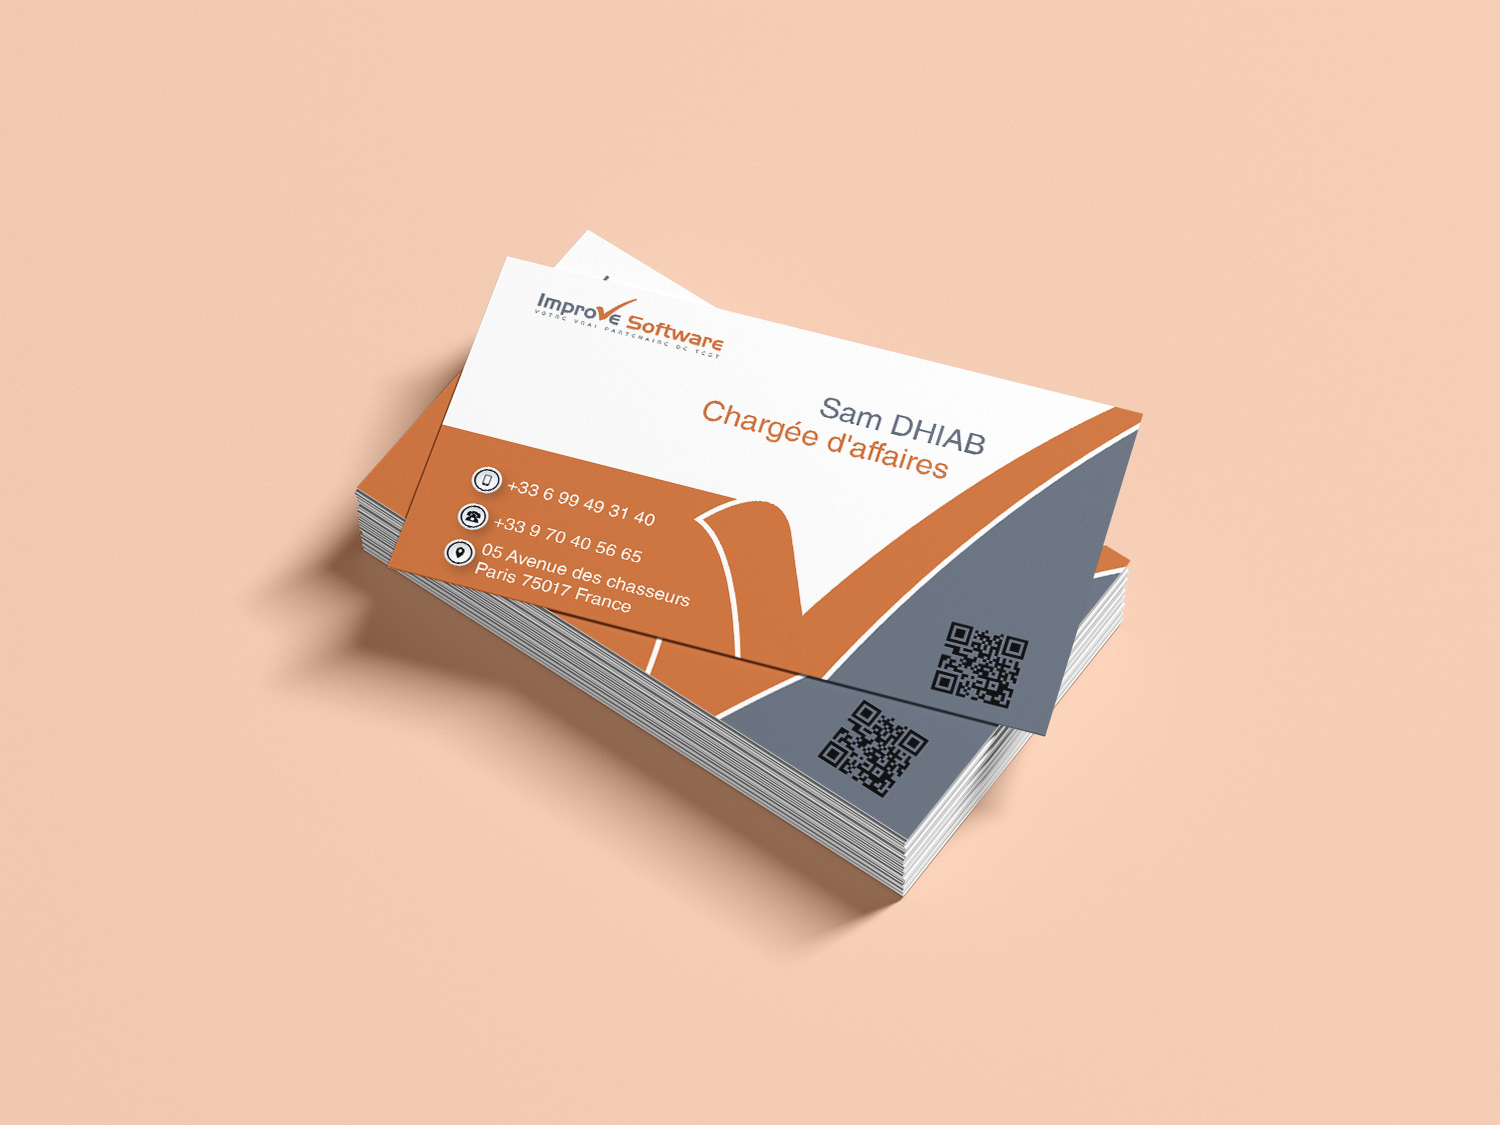 Improve Software
VOTRE VRAI PARTENAIRE DE TEST
Sam DHIAB
Chargée d'affaires
+33 6 99 49 31 40
+33 9 70 40 56 65
05 Avenue des chasseurs
Paris 75017 France